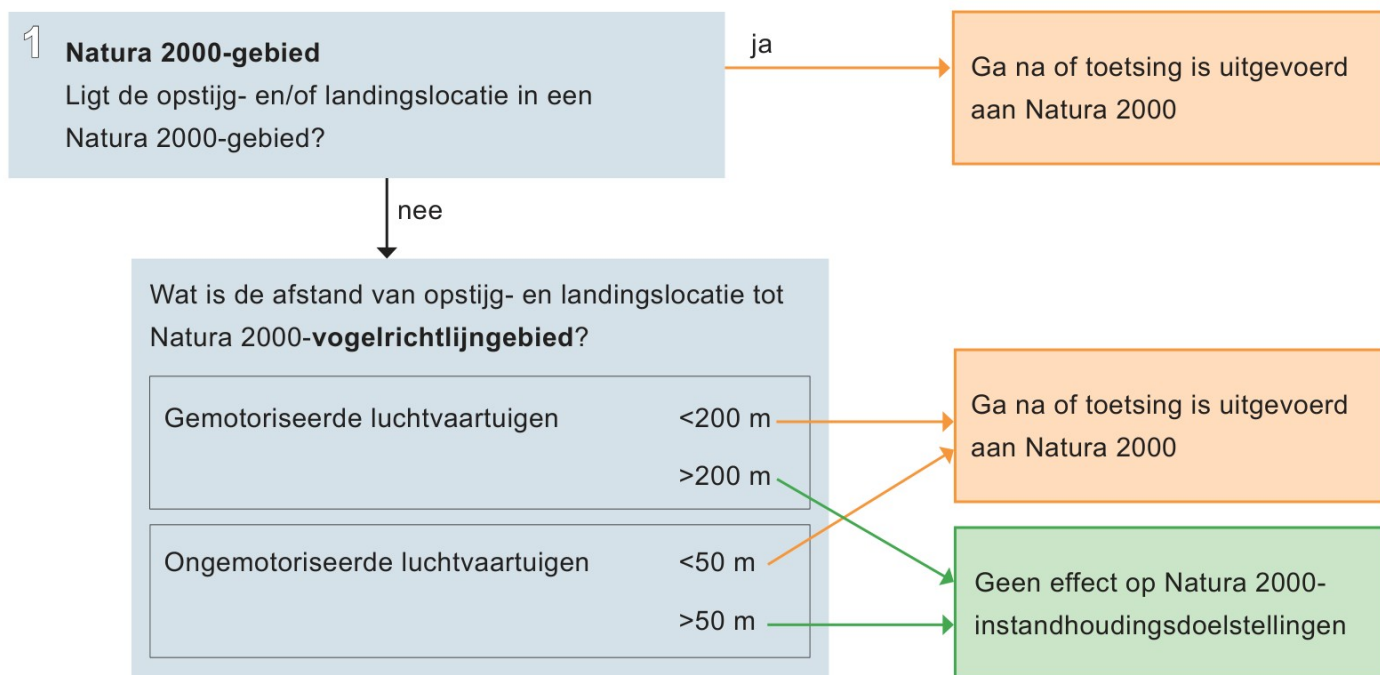 1
Natura 2000-gebied
Ligt de opstijg- en/of landingslocatie in een
Natura 2000-gebied?
ja
Ga na of toetsing is uitgevoerd
aan Natura 2000
nee
Wat is de afstand van opstijg- en landingslocatie tot
Natura 2000-vogelrichtlijngebied?
Gemotoriseerde luchtvaartuigen <200 m
>200 m
Ongemotoriseerde luchtvaartuigen <50 m
>50 m
Ga na of toetsing is uitgevoerd
aan Natura 2000
Geen effect op Natura 2000-
instandhoudingsdoelstellingen